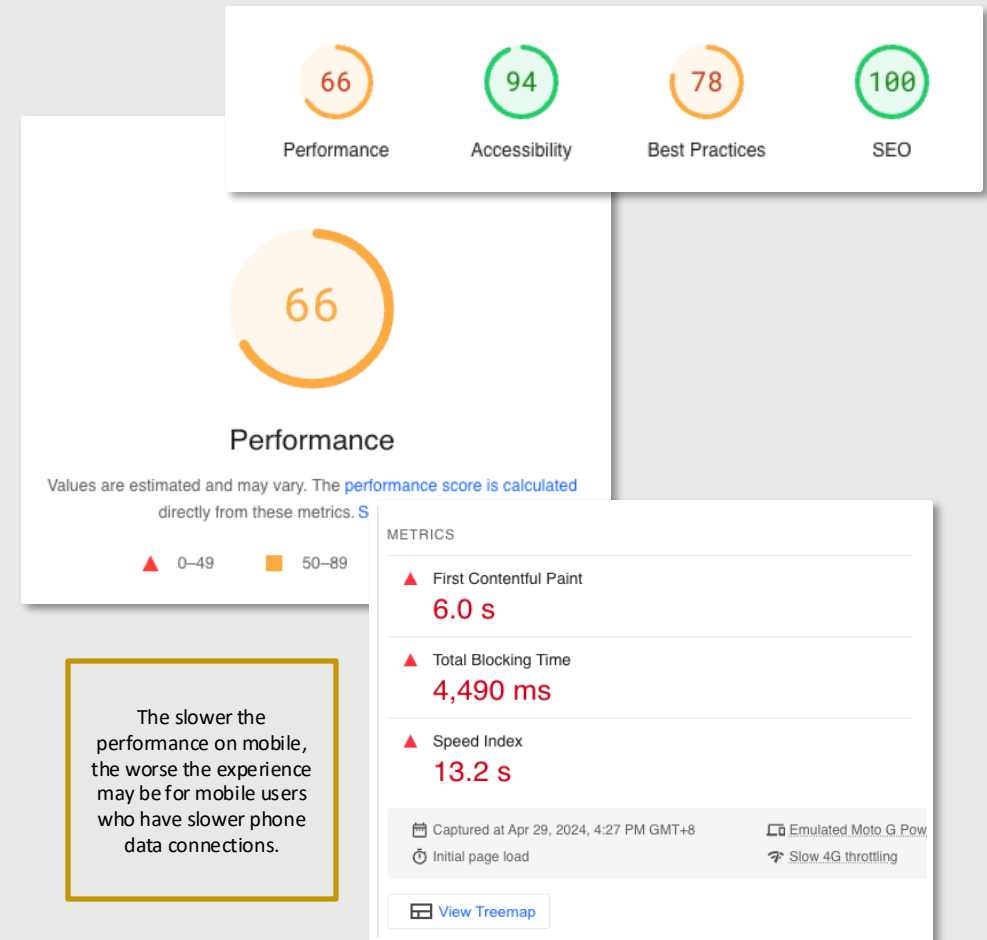 66
94
78
100
Performance
Accessibility
Best Practices
SEO
66
Performance
Values are estimated and may vary. The performance score is calculated
directly from these metrics. S
0–49
50–89
METRICS
First Contentful Paint
6.0 s
Total Blocking Time
4,490 ms
Speed Index
13.2 s
Captured at Apr 29, 2024, 4:27 PM GMT+8
Emulated Moto G Pow
Initial page load
Slow 4G throttling
View Treemap
The slower the
performance on mobile,
the worse the experience
may be for mobile users
who have slower phone
data connections.